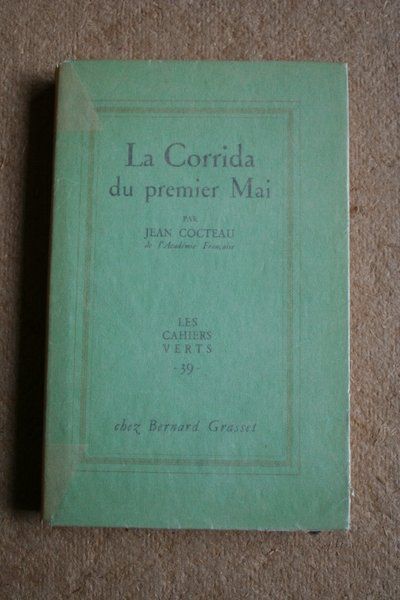 La Corrida
du premier Mai
PAR
JEAN COCTEAU
de l'Académie Française
LES
CAHIERS
VERTS
-39-
chez Bernard Grasset